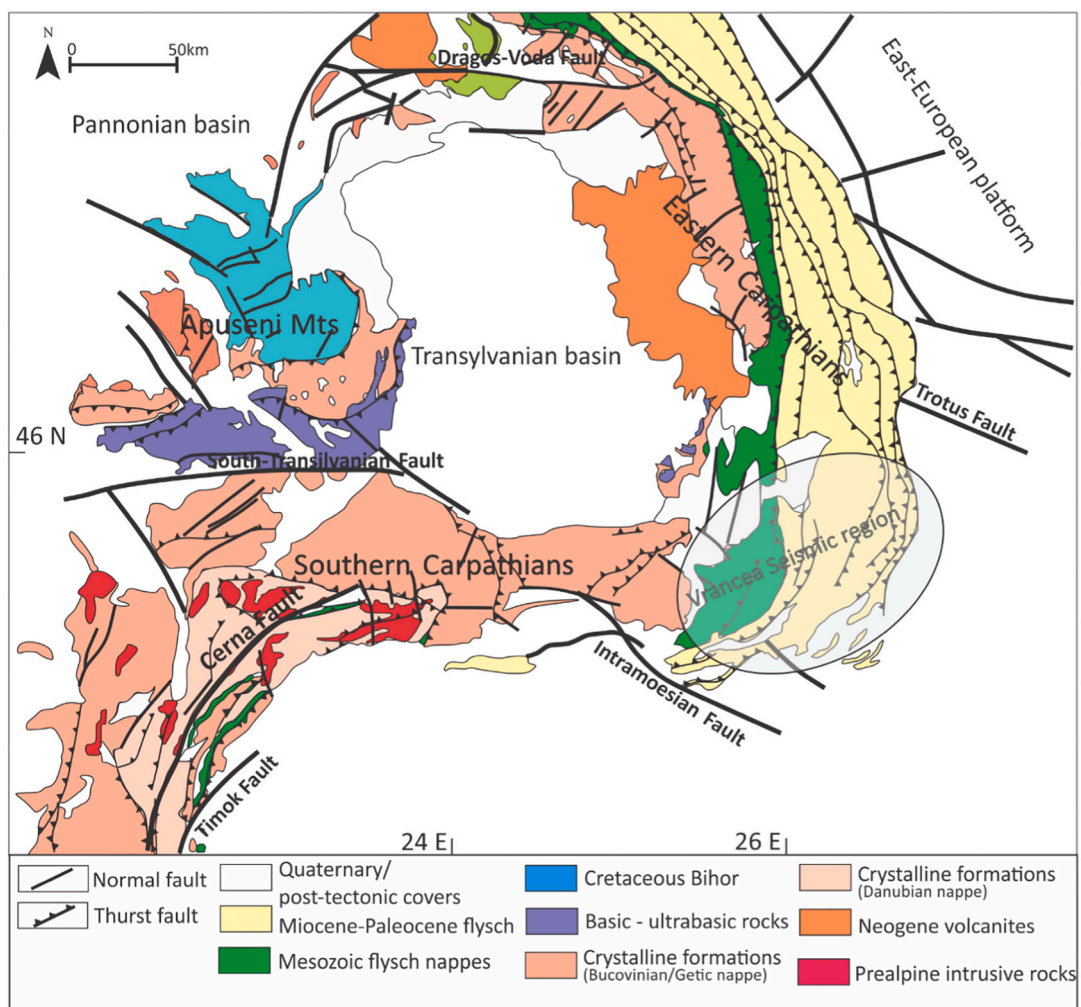 N
0
50km
Dragos-Voda Fault
Pannonian basin
East-European platform
Eastern Carpathians
Apuseni Mts
Transylvanian basin
Trotus Fault
46 N
South-Transilvanian Fault
Vrancea Seismic region
Southern Carpathians
Cerna Fault
Intramoesian Fault
Timok Fault
24 E
26 E
Normal fault
Thurst fault
Quaternary/
post-tectonic covers
Miocene-Paleocene flysch
Mesozoic flysch nappes
Cretaceous Bihor
Basic - ultrabasic rocks
Crystalline formations
(Bucovinian/Getic nappe)
Crystalline formations
(Danubian nappe)
Neogene volcanites
Prealpine intrusive rocks